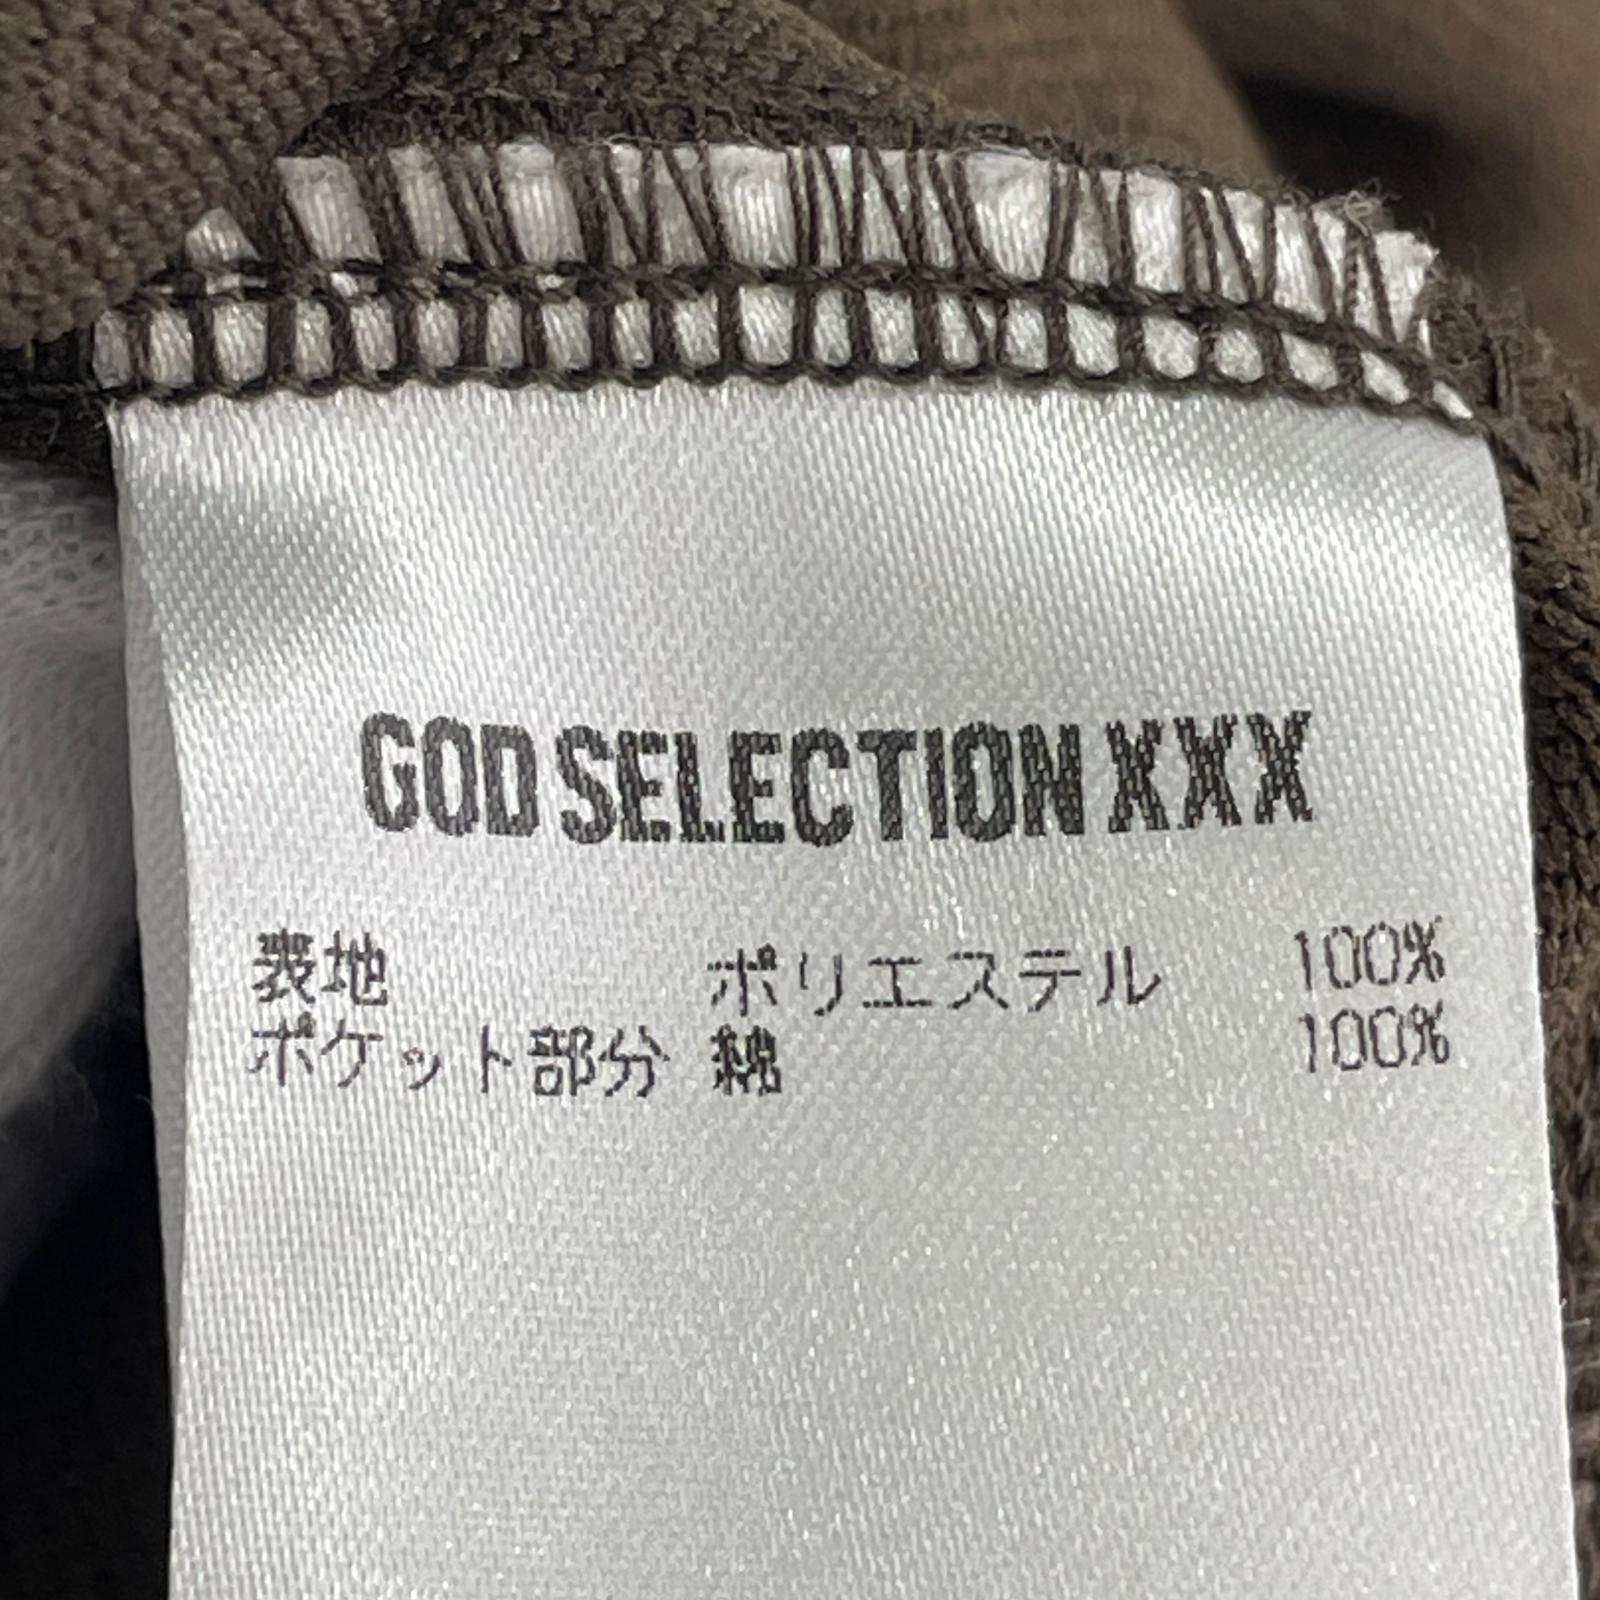 GOD SELECTION XXX
表地 ポリエステル 100%
ポケット部分 綿 100%